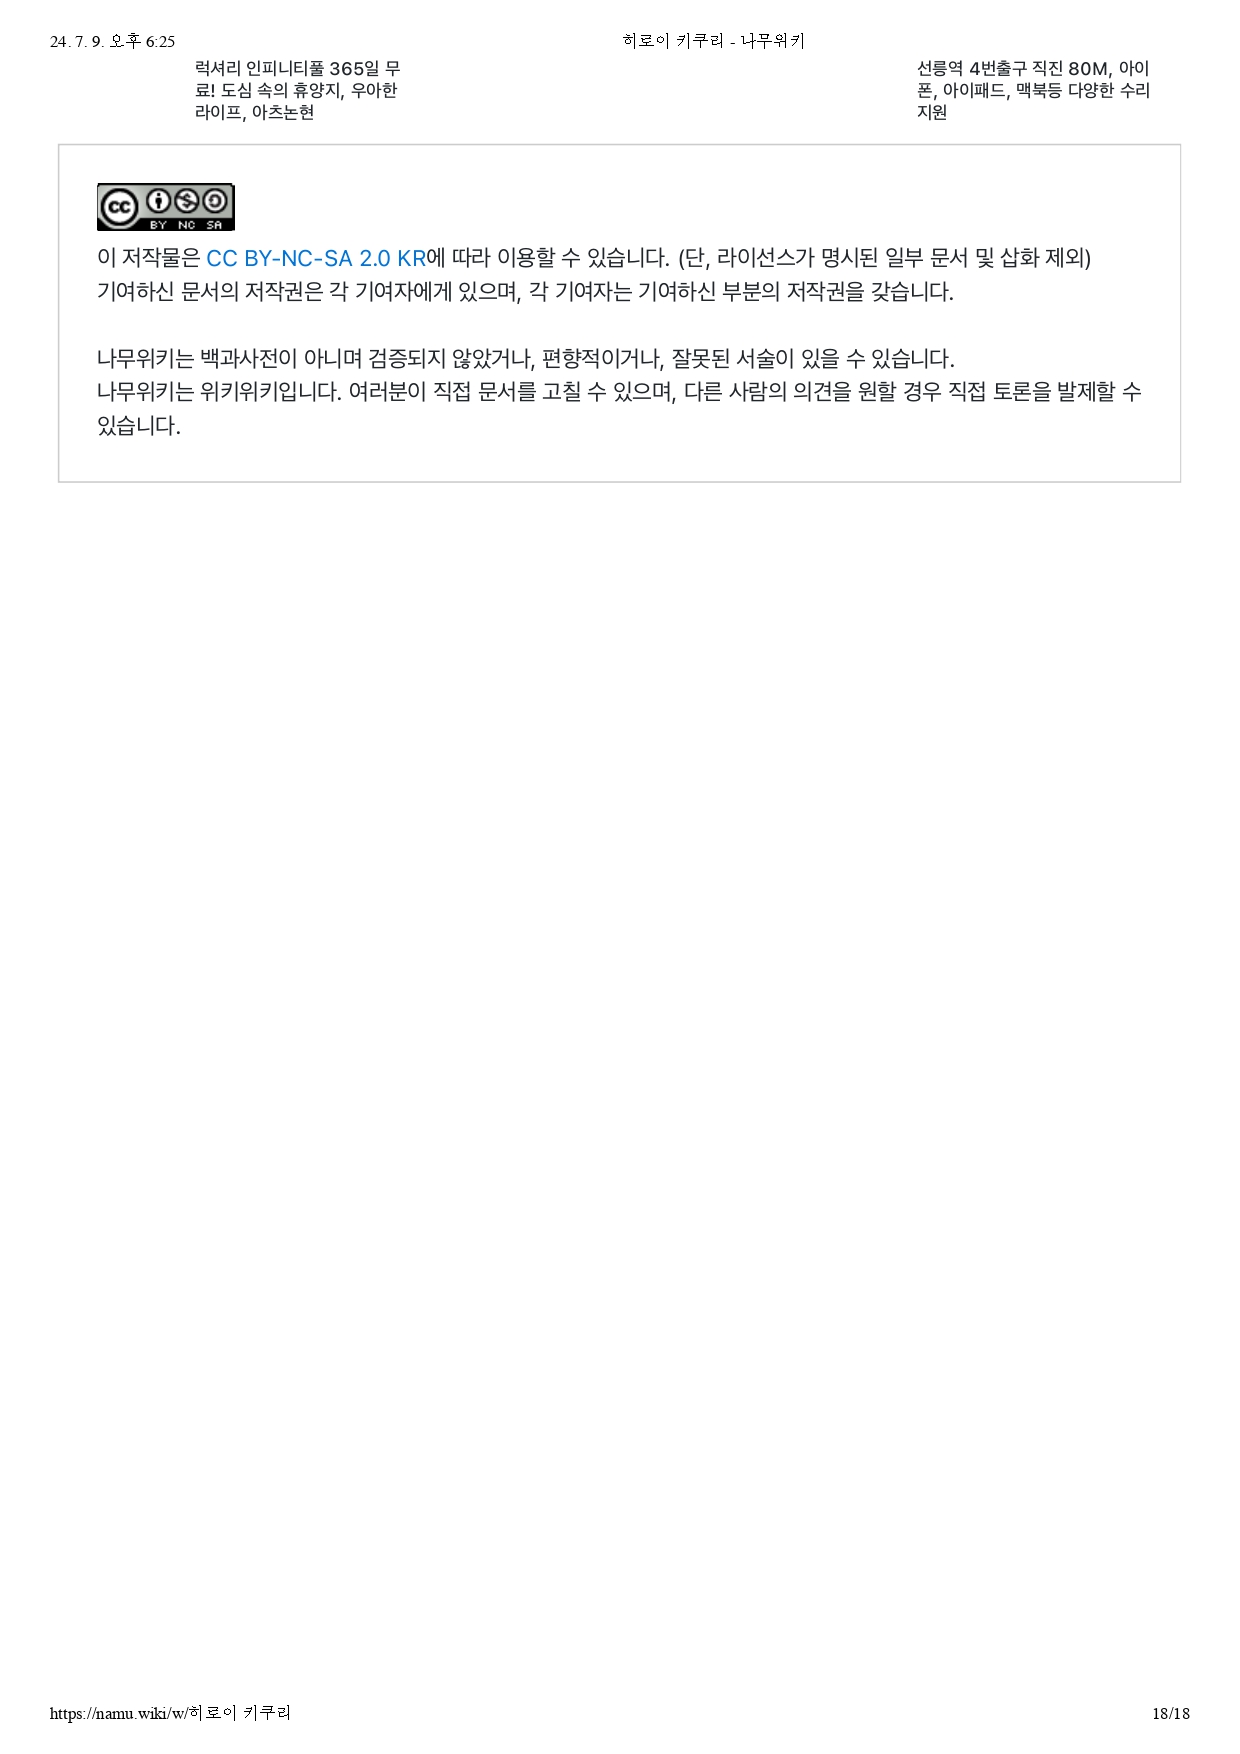 24. 7. 9. 오후 6:25
히로이 키쿠리 - 나무위키
럭셔리 인피니티풀 365일 무
료! 도심 속의 휴양지, 우아한
라이프, 아츠논현
선릉역 4번출구 직진 80M, 아이
폰, 아이패드, 맥북등 다양한 수리
지원
cc BY NC SA
이 저작물은 CC BY-NC-SA 2.0 KR에 따라 이용할 수 있습니다. (단, 라이선스가 명시된 일부 문서 및 삽화 제외)
기여하신 문서의 저작권은 각 기여자에게 있으며, 각 기여자는 기여하신 부분의 저작권을 갖습니다.
나무위키는 백과사전이 아니며 검증되지 않았거나, 편향적이거나, 잘못된 서술이 있을 수 있습니다.
나무위키는 위키위키입니다. 여러분이 직접 문서를 고칠 수 있으며, 다른 사람의 의견을 원할 경우 직접 토론을 발제할 수
있습니다.
https://namu.wiki/w/히로이 키쿠리
18/18